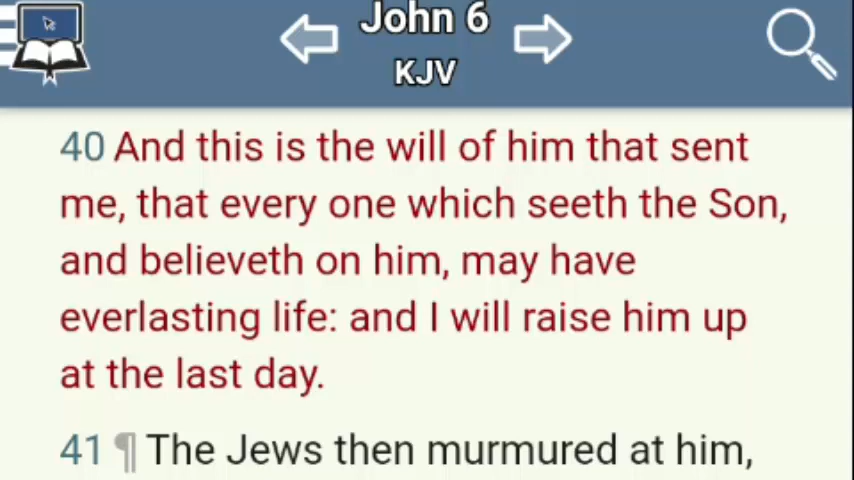 John 6
KJV
40 And this is the will of him that sent
me, that every one which seeth the Son,
and believeth on him, may have
everlasting life: and I will raise him up
at the last day.
41 ¶ The Jews then murmured at him,